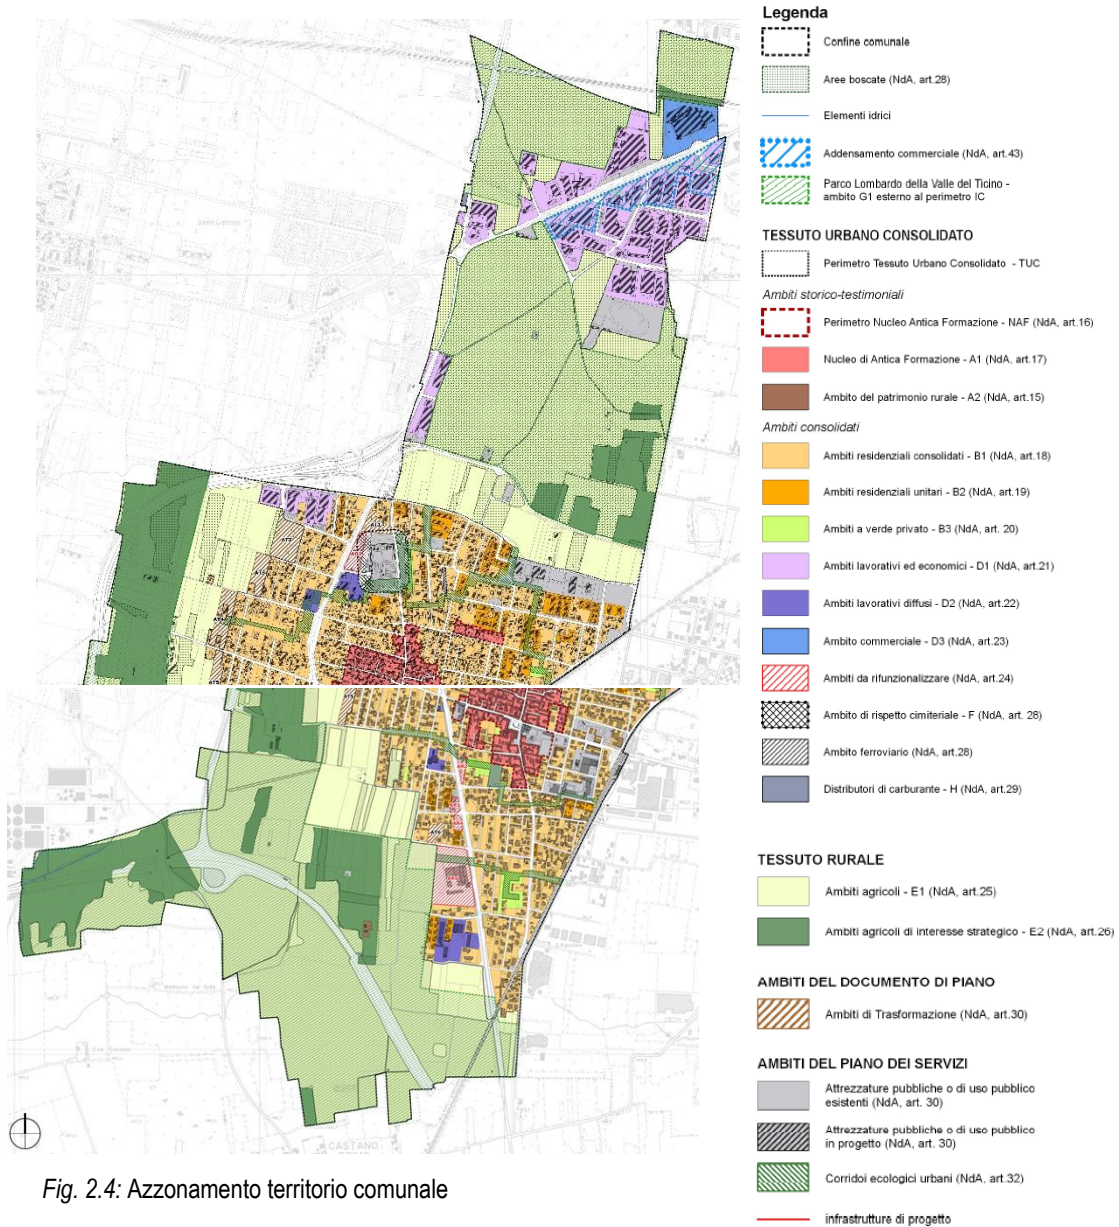 Legenda
Confine comunale
Aree boscate (NdA, art.28)
Elementi idrici
Addensamento commerciale (NdA, art.43)
Parco Lombardo della Valle del Ticino -
ambito G1 esterno al perimetro IC
TESSUTO URBANO CONSOLIDATO
Perimetro Tessuto Urbano Consolidato - TUC
Ambiti storico-testimoniali
Perimetro Nucleo Antica Formazione - NAF (NdA, art.16)
Nucleo di Antica Formazione - A1 (NdA, art.17)
Ambito del patrimonio rurale - A2 (NdA, art.15)
Ambiti consolidati
Ambiti residenziali consolidati - B1 (NdA, art.18)
Ambiti residenziali unitari - B2 (NdA, art.19)
Ambiti a verde privato - B3 (NdA, art. 20)
Ambiti lavorativi ed economici - D1 (NdA, art.21)
Ambiti lavorativi diffusi - D2 (NdA, art.22)
Ambito commerciale - D3 (NdA, art.23)
Ambiti da rifunzionalizzare (NdA, art.24)
Ambito di rispetto cimiteriale - F (NdA, art. 28)
Ambito ferroviario (NdA, art.28)
Distributori di carburante - H (NdA, art.29)
TESSUTO RURALE
Ambiti agricoli - E1 (NdA, art.25)
Ambiti agricoli di interesse strategico - E2 (NdA, art.26)
AMBITI DEL DOCUMENTO DI PIANO
Ambiti di Trasformazione (NdA, art.30)
AMBITI DEL PIANO DEI SERVIZI
Attrezzature pubbliche o di uso pubblico
esistenti (NdA, art. 30)
Attrezzature pubbliche o di uso pubblico
in progetto (NdA, art. 30)
Corridoi ecologici urbani (NdA. art.32)
infrastrutture di progetto
CASTANO
Fig. 2.4: Azzonamento territorio comunale